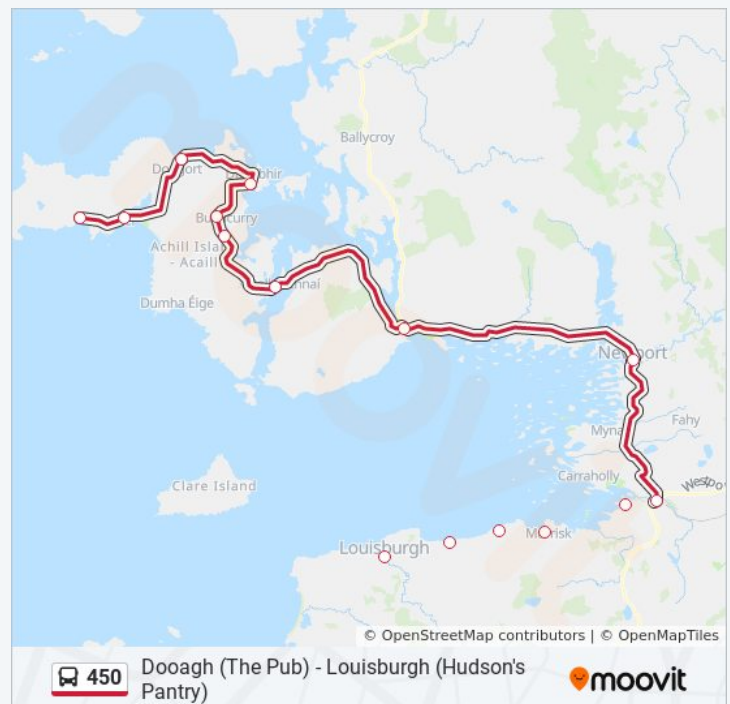 Ballycroy
Achill Island
- Acaill
Dumha Éige
Newport
Fahy
Carraholly
Clare Island
Louisburgh
© OpenStreetMap contributors | © OpenMapTiles
450
Dooagh (The Pub) - Louisburgh (Hudson's
Pantry)
moovit